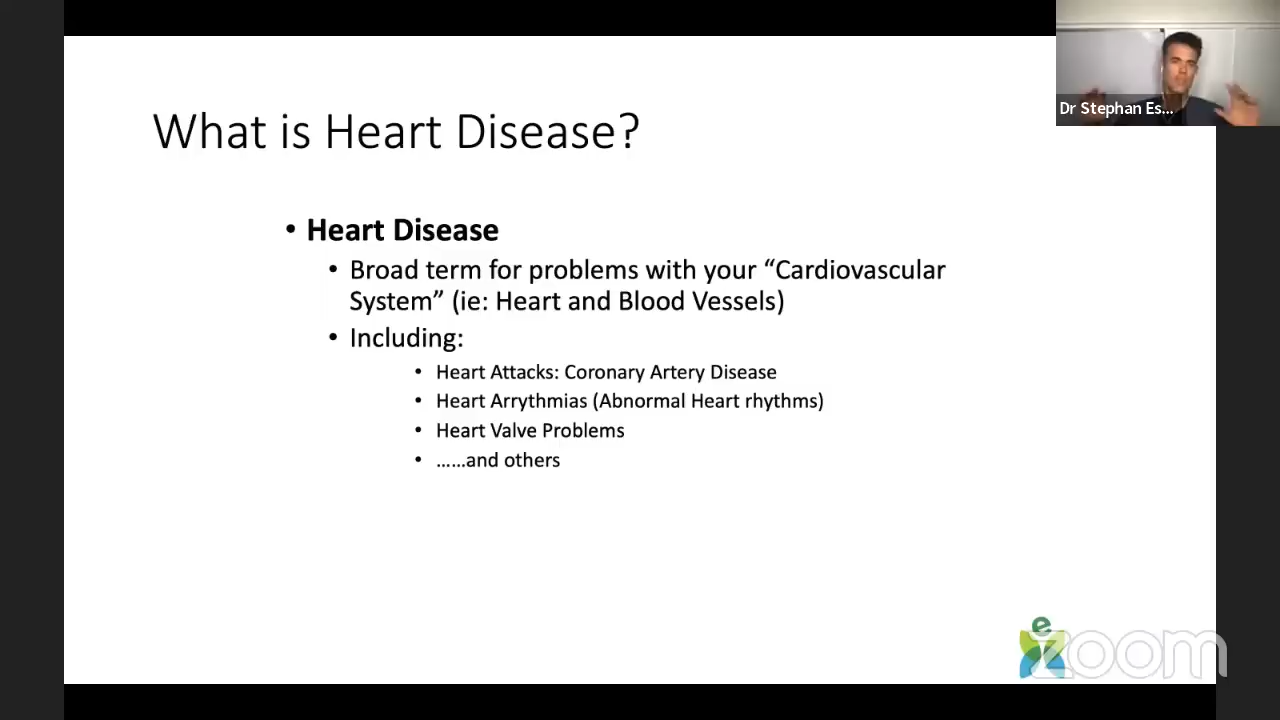 What is Heart Disease?
Dr Stephan Es...
• Heart Disease
• Broad term for problems with your “Cardiovascular
System” (ie: Heart and Blood Vessels)
• Including:
• Heart Attacks: Coronary Artery Disease
• Heart Arrythmias (Abnormal Heart rhythms)
• Heart Valve Problems
• ……and others
e
zoom